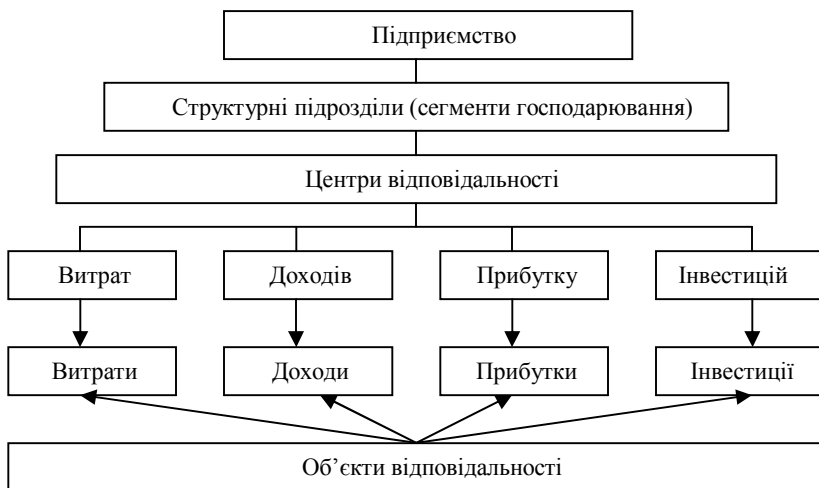 Підприємство
Структурні підрозділи (сегменти господарювання)
Центри відповідальності
Витрат
Доходів
Прибутку
Інвестицій
Витрати
Доходи
Прибутки
Інвестиції
Об’єкти відповідальності